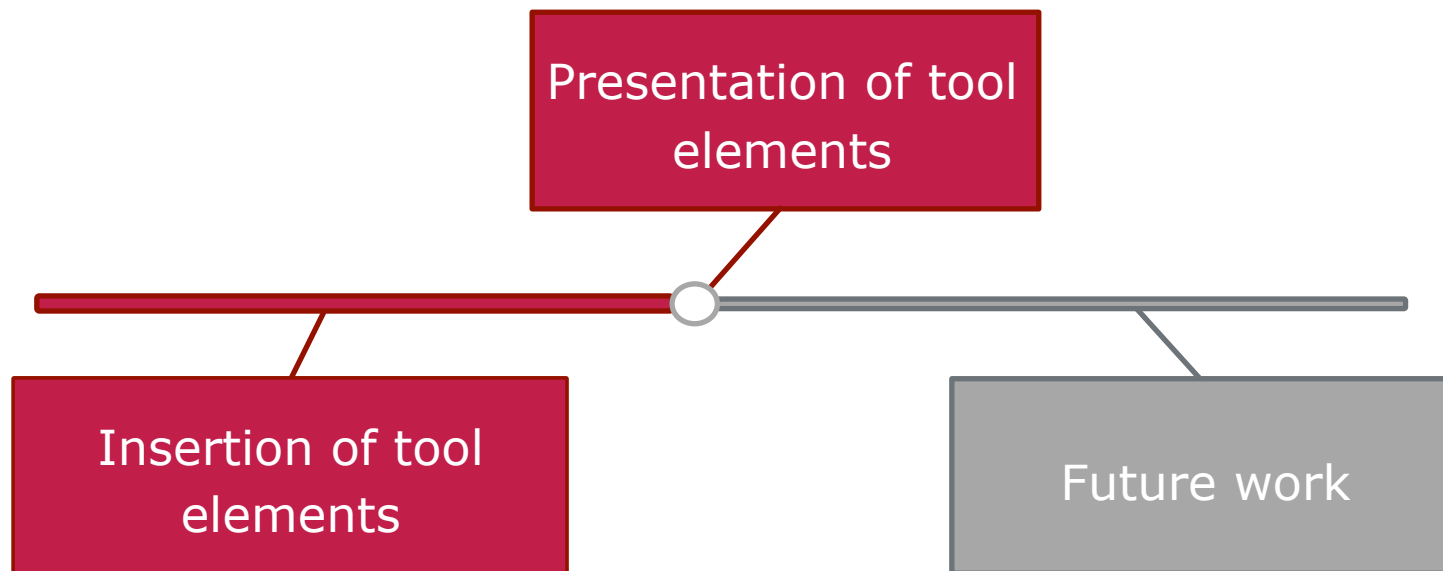 Presentation of tool
elements
Insertion of tool
elements
Future work